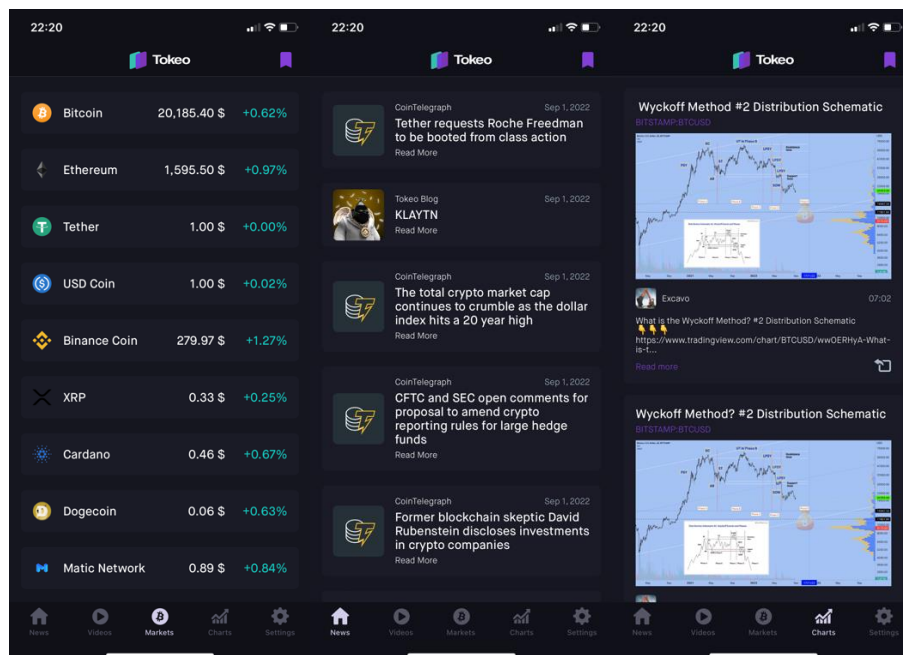 22:20
Tokeo
Bitcoin 20,185.40 $ +0.62%
Ethereum 1,595.50 $ +0.97%
Tether 1.00 $ +0.00%
USD Coin 1.00 $ +0.02%
Binance Coin 279.97 $ +1.27%
XRP 0.33 $ +0.25%
Cardano 0.46 $ +0.67%
Dogecoin 0.06 $ +0.63%
Matic Network 0.89 $ +0.84%
News Videos Markets Charts Settings
22:20
Tokeo
CoinTelegraph Sep 1, 2022
Tether requests Roche Freedman
to be booted from class action
Read More
Tokeo Blog Sep 1, 2022
KLAYTN
Read More
CoinTelegraph Sep 1, 2022
The total crypto market cap
continues to crumble as the dollar
index hits a 20 year high
Read More
CoinTelegraph Sep 1, 2022
CFTC and SEC open comments for
proposal to amend crypto
reporting rules for large hedge
funds
Read More
CoinTelegraph Sep 1, 2022
Former blockchain skeptic David
Rubenstein discloses investments
in crypto companies
Read More
News Videos Markets Charts Settings
22:20
Tokeo
Wyckoff Method #2 Distribution Schematic
BITSTAMP:BTCUSD
Excavo 07:02
What is the Wyckoff Method? #2 Distribution Schematic
https://www.tradingview.com/chart/BTCUSD/wwOERHyA-What-
is-t...
Read more
Wyckoff Method? #2 Distribution Schematic
BITSTAMP:BTCUSD
News Videos Markets Charts Settings